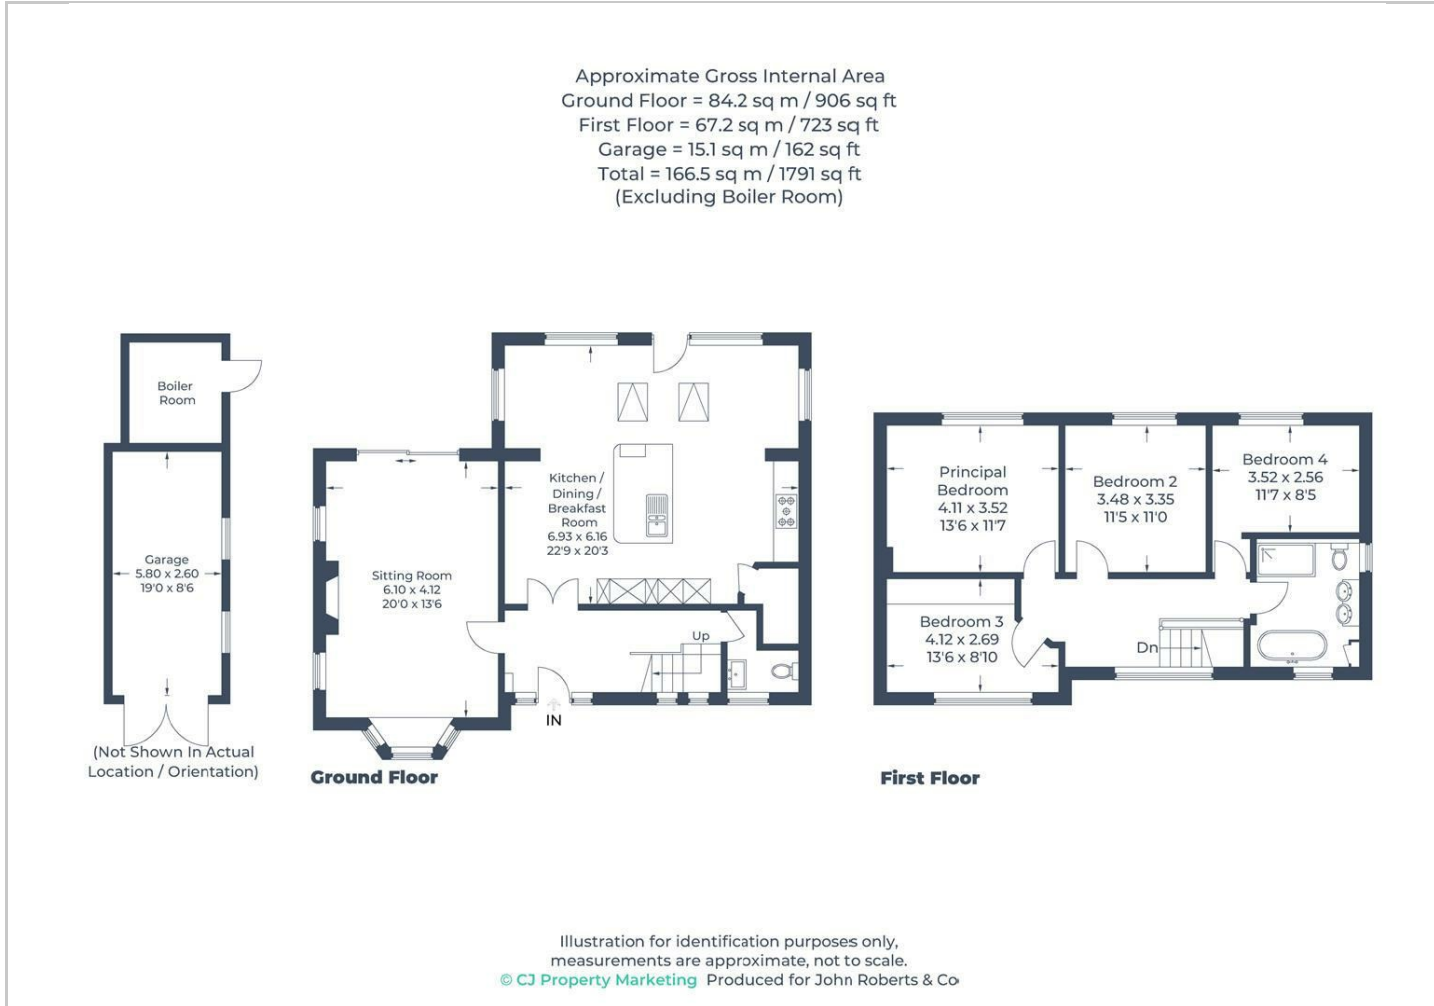 Approximate Gross Internal Area
Ground Floor = 84.2 sq m / 906 sq ft
First Floor = 67.2 sq m / 723 sq ft
Garage = 15.1 sq m / 162 sq ft
Total = 166.5 sq m / 1791 sq ft
(Excluding Boiler Room)
Boiler
Room
Garage
5.80 x 2.60
19'0 x 8'6
(Not Shown In Actual
Location / Orientation)
Kitchen /
Dining /
Breakfast
Room
6.93 x 6.16
22'9 x 20'3
Sitting Room
6.10 x 4.12
20'0 x 13'6
Up
IN
Ground Floor
Principal
Bedroom
4.11 x 3.52
13'6 x 11'7
Bedroom 2
3.48 x 3.35
11'5 x 11'0
Bedroom 4
3.52 x 2.56
11'7 x 8'5
Bedroom 3
4.12 x 2.69
13'6 x 8'10
Dn
First Floor
Illustration for identification purposes only,
measurements are approximate, not to scale.
© CJ Property Marketing Produced for John Roberts & Co